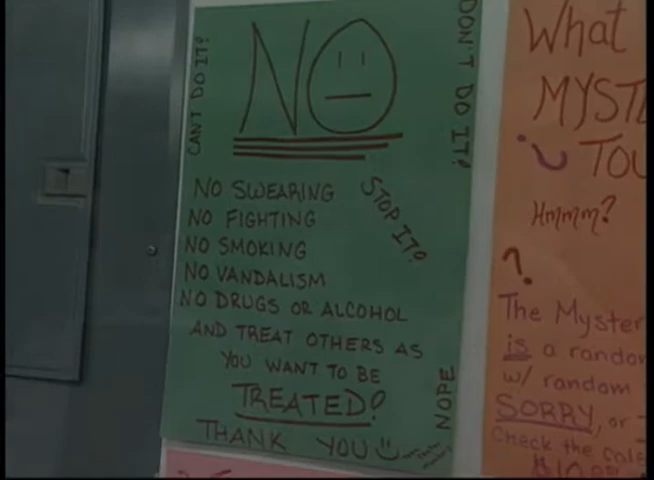 NO
CAN'T DO IT!
DON'T DO IT!
NO SWEARING
NO FIGHTING
NO SMOKING
NO VANDALISM
NO DRUGS OR ALCOHOL
AND TREAT OTHERS AS
YOU WANT TO BE
TREATED!
THANK YOU
STOP IT!
NOPE
What
MYST
TOU
Hmmm?
?
The Myster
is a random
w/ random
SORRY, or
Check the cal